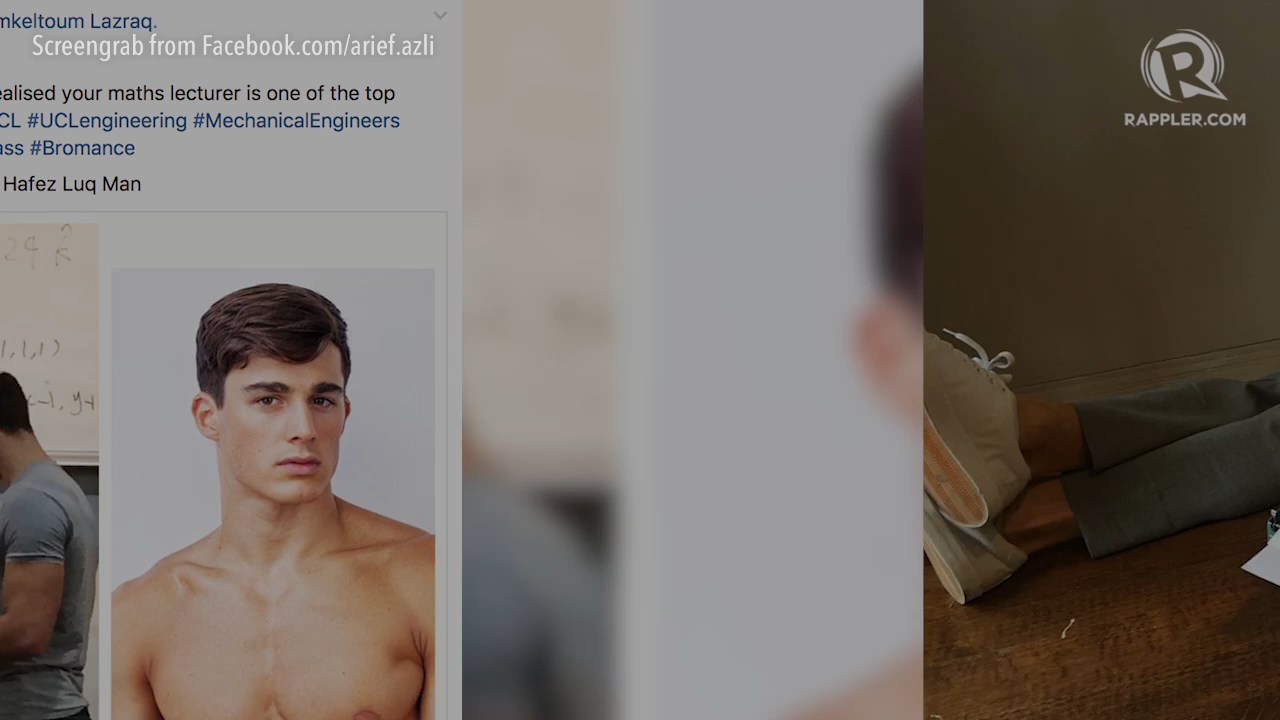 mkeltoum Lazraq.
Screengrab from Facebook.com/arief.azli
ealised your maths lecturer is one of the top
CL #UCLengineering #MechanicalEngineers
ass #Bromance
Hafez Luq Man
R
RAPPLER.COM